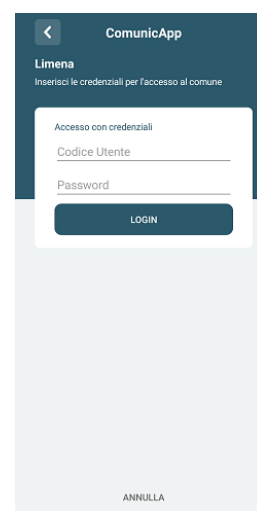 ComunicApp
Limena
Inserisci le credenziali per l'accesso al comune
Accesso con credenziali
Codice Utente
Password
LOGIN
ANNULLA